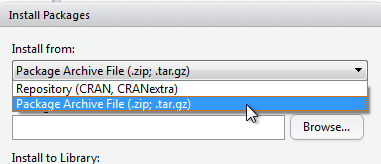 Install Packages
Install from:
Package Archive File (.zip; .tar.gz)
Repository (CRAN, CRANextra)
Package Archive File (.zip; .tar.gz)
Browse...
Install to Library: